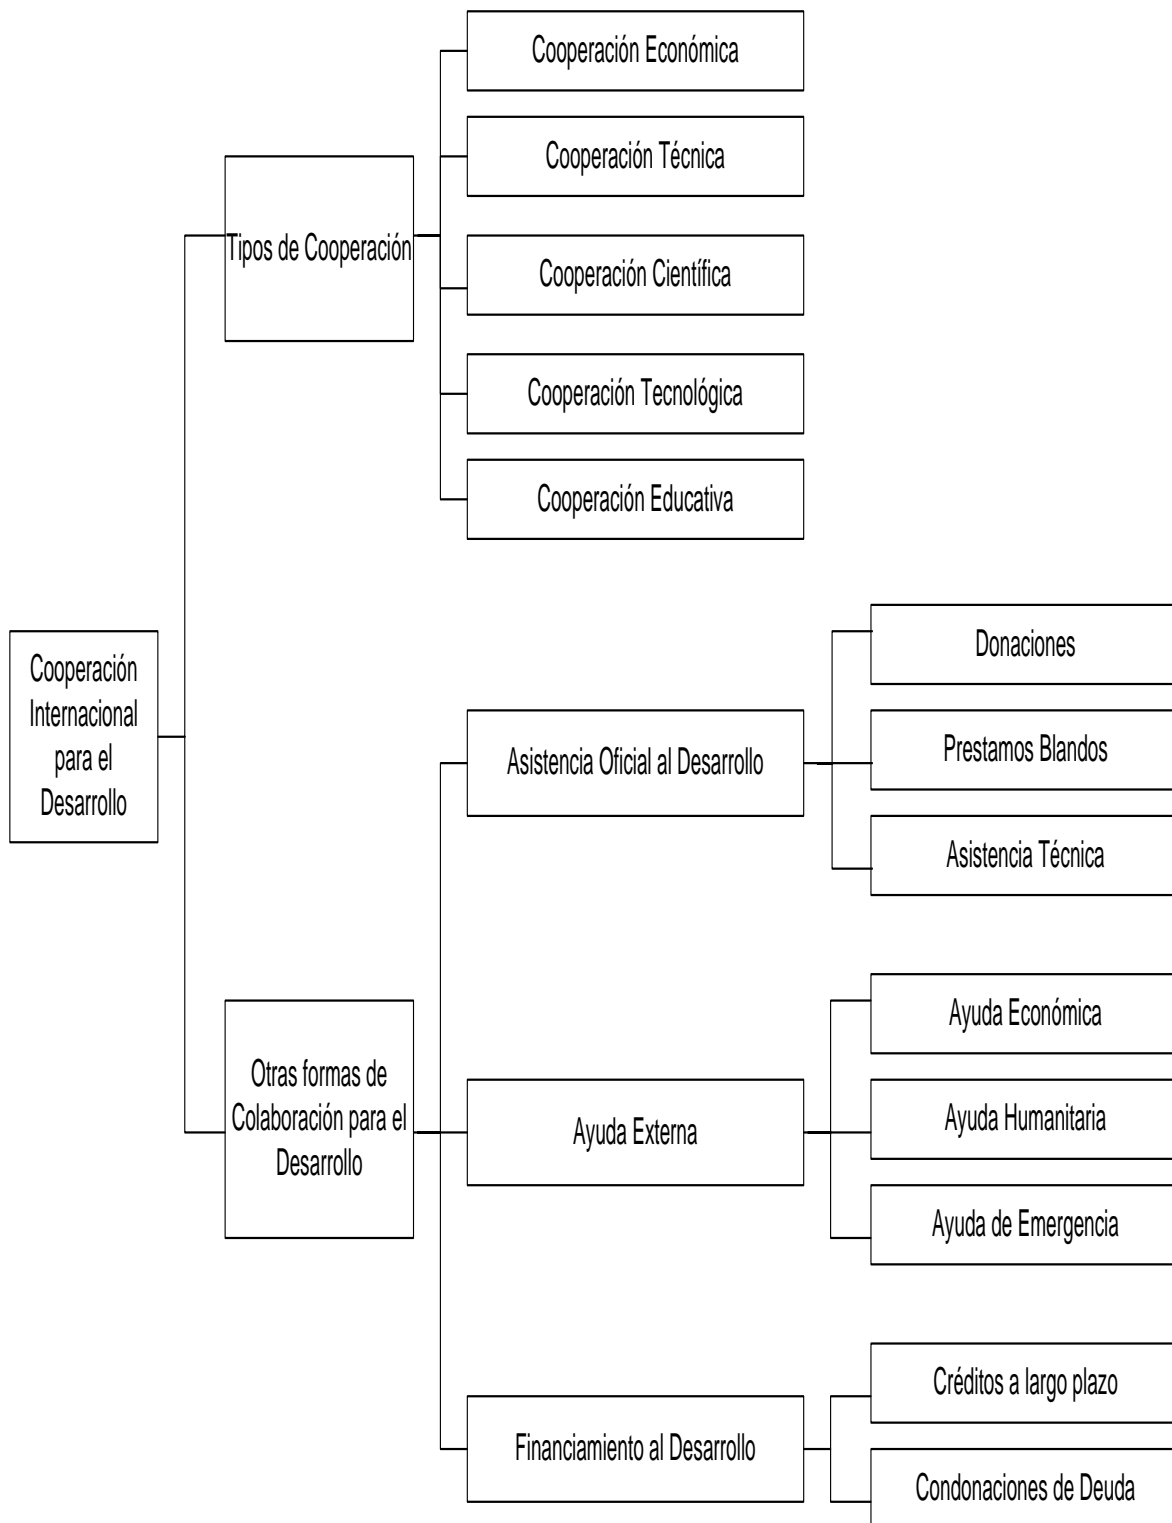 Cooperación Económica
Cooperación Técnica
Tipos de Cooperación
Cooperación Científica
Cooperación Tecnológica
Cooperación Educativa
Cooperación
Internacional
para el
Desarrollo
Donaciones
Asistencia Oficial al Desarrollo
Prestamos Blandos
Asistencia Técnica
Otras formas de
Colaboración para el
Desarrollo
Ayuda Económica
Ayuda Externa
Ayuda Humanitaria
Ayuda de Emergencia
Financiamiento al Desarrollo
Créditos a largo plazo
Condonaciones de Deuda